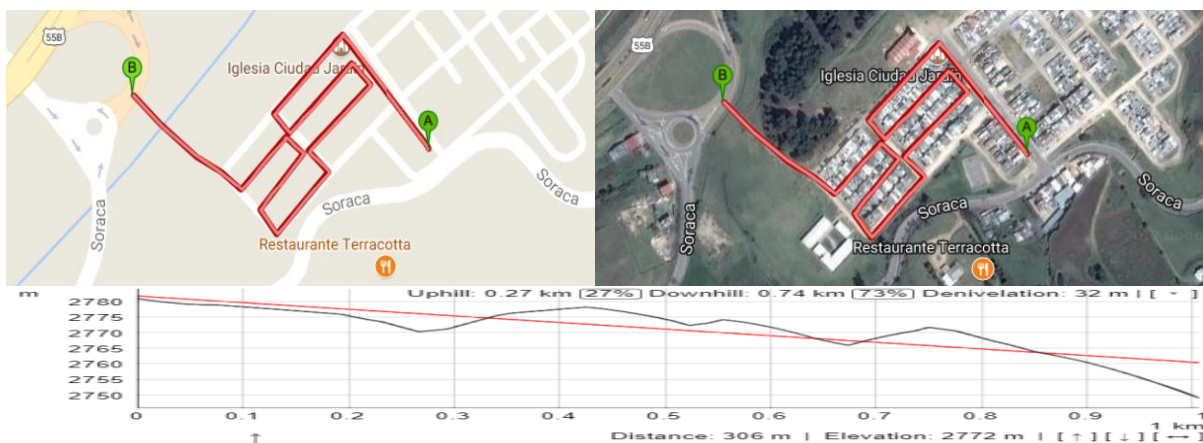 55B
B
Iglesia Ciudad Jardín
A
Soraca
Soraca
Restaurante Terracotta
55B
B
Iglesia Ciudad Jardín
A
Soraca
Soraca
Restaurante Terracotta
m
Uphill: 0.27 km [27%] Downhill: 0.74 km [73%] Denivelation: 32 m | [ - ]
2780
2775
2770
2765
2760
2755
2750
0 0.1 0.2 0.3 0.4 0.5 0.6 0.7 0.8 0.9 1
1 km
↑ Distance: 306 m | Elevation: 2772 m [ ↑ ] [ ↓ ] [ ↔ ]